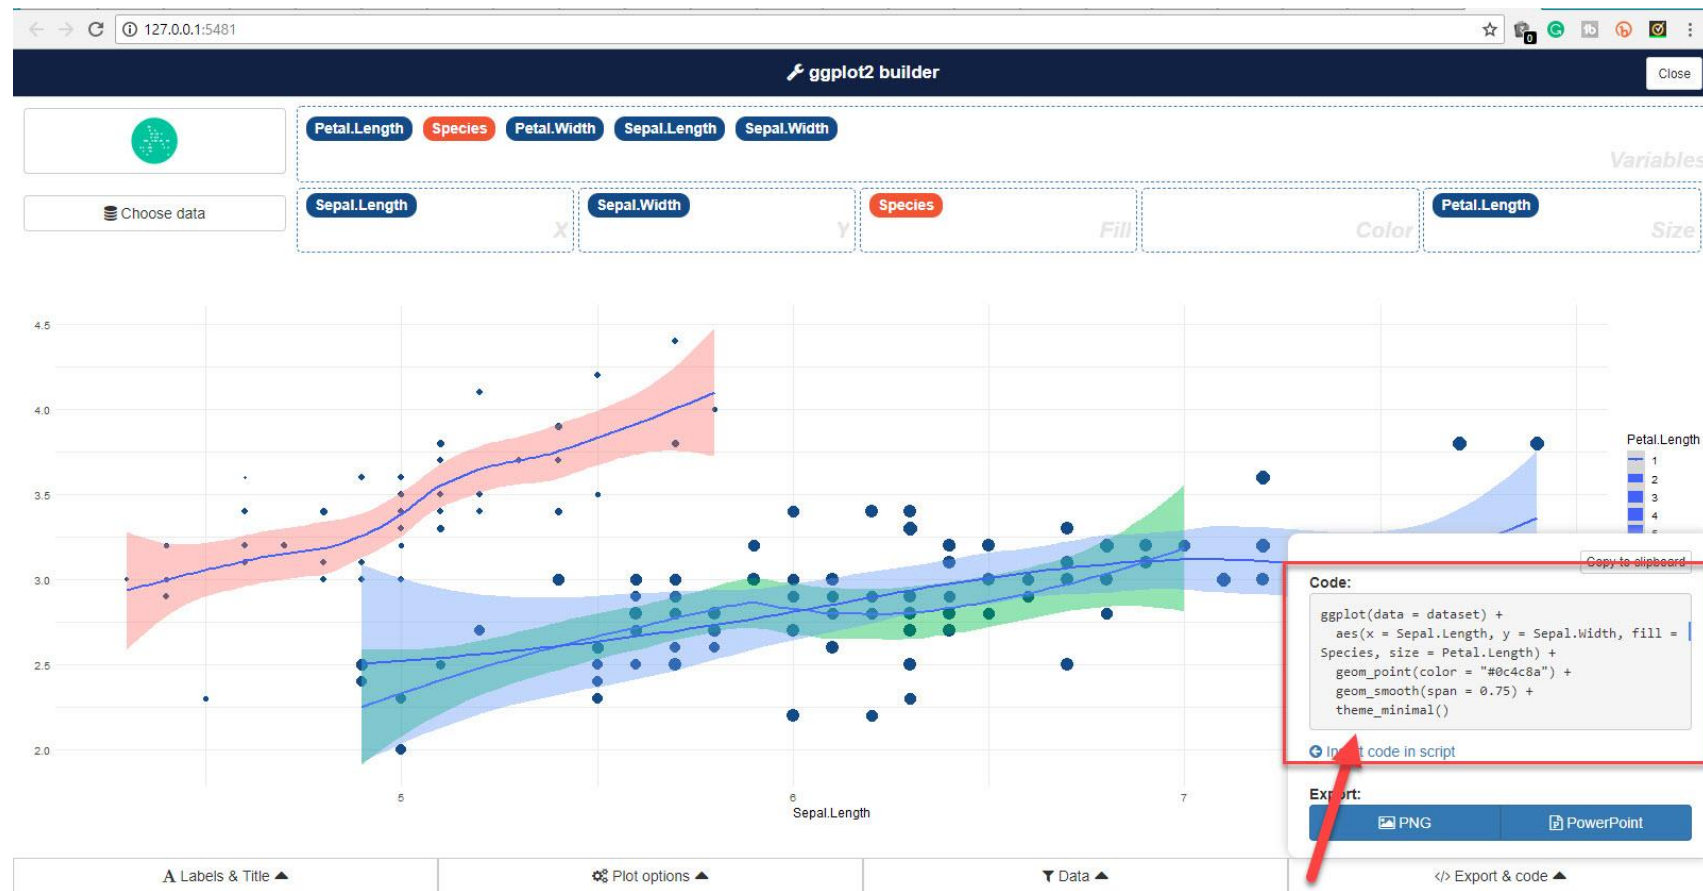 127.0.0.1:5481
0
ggplot2 builder
Close
Petal.Length Species Petal.Width Sepal.Length Sepal.Width
Variables
Choose data
Sepal.Length
X
Sepal.Width
Y
Species
Fill
Color
Petal.Length
Size
4.5
4.0
3.5
3.0
2.5
2.0
5
6
7
Sepal.Length
Petal.Length
1
2
3
4
Copy to clipboard
Code:
ggplot(data = dataset) +
aes(x = Sepal.Length, y = Sepal.Width, fill =
Species, size = Petal.Length) +
geom_point(color = "#0c4c8a") +
geom_smooth(span = 0.75) +
theme_minimal()
code in script
Export:
PNG
PowerPoint
Labels & Title
Plot options
Data
</> Export & code